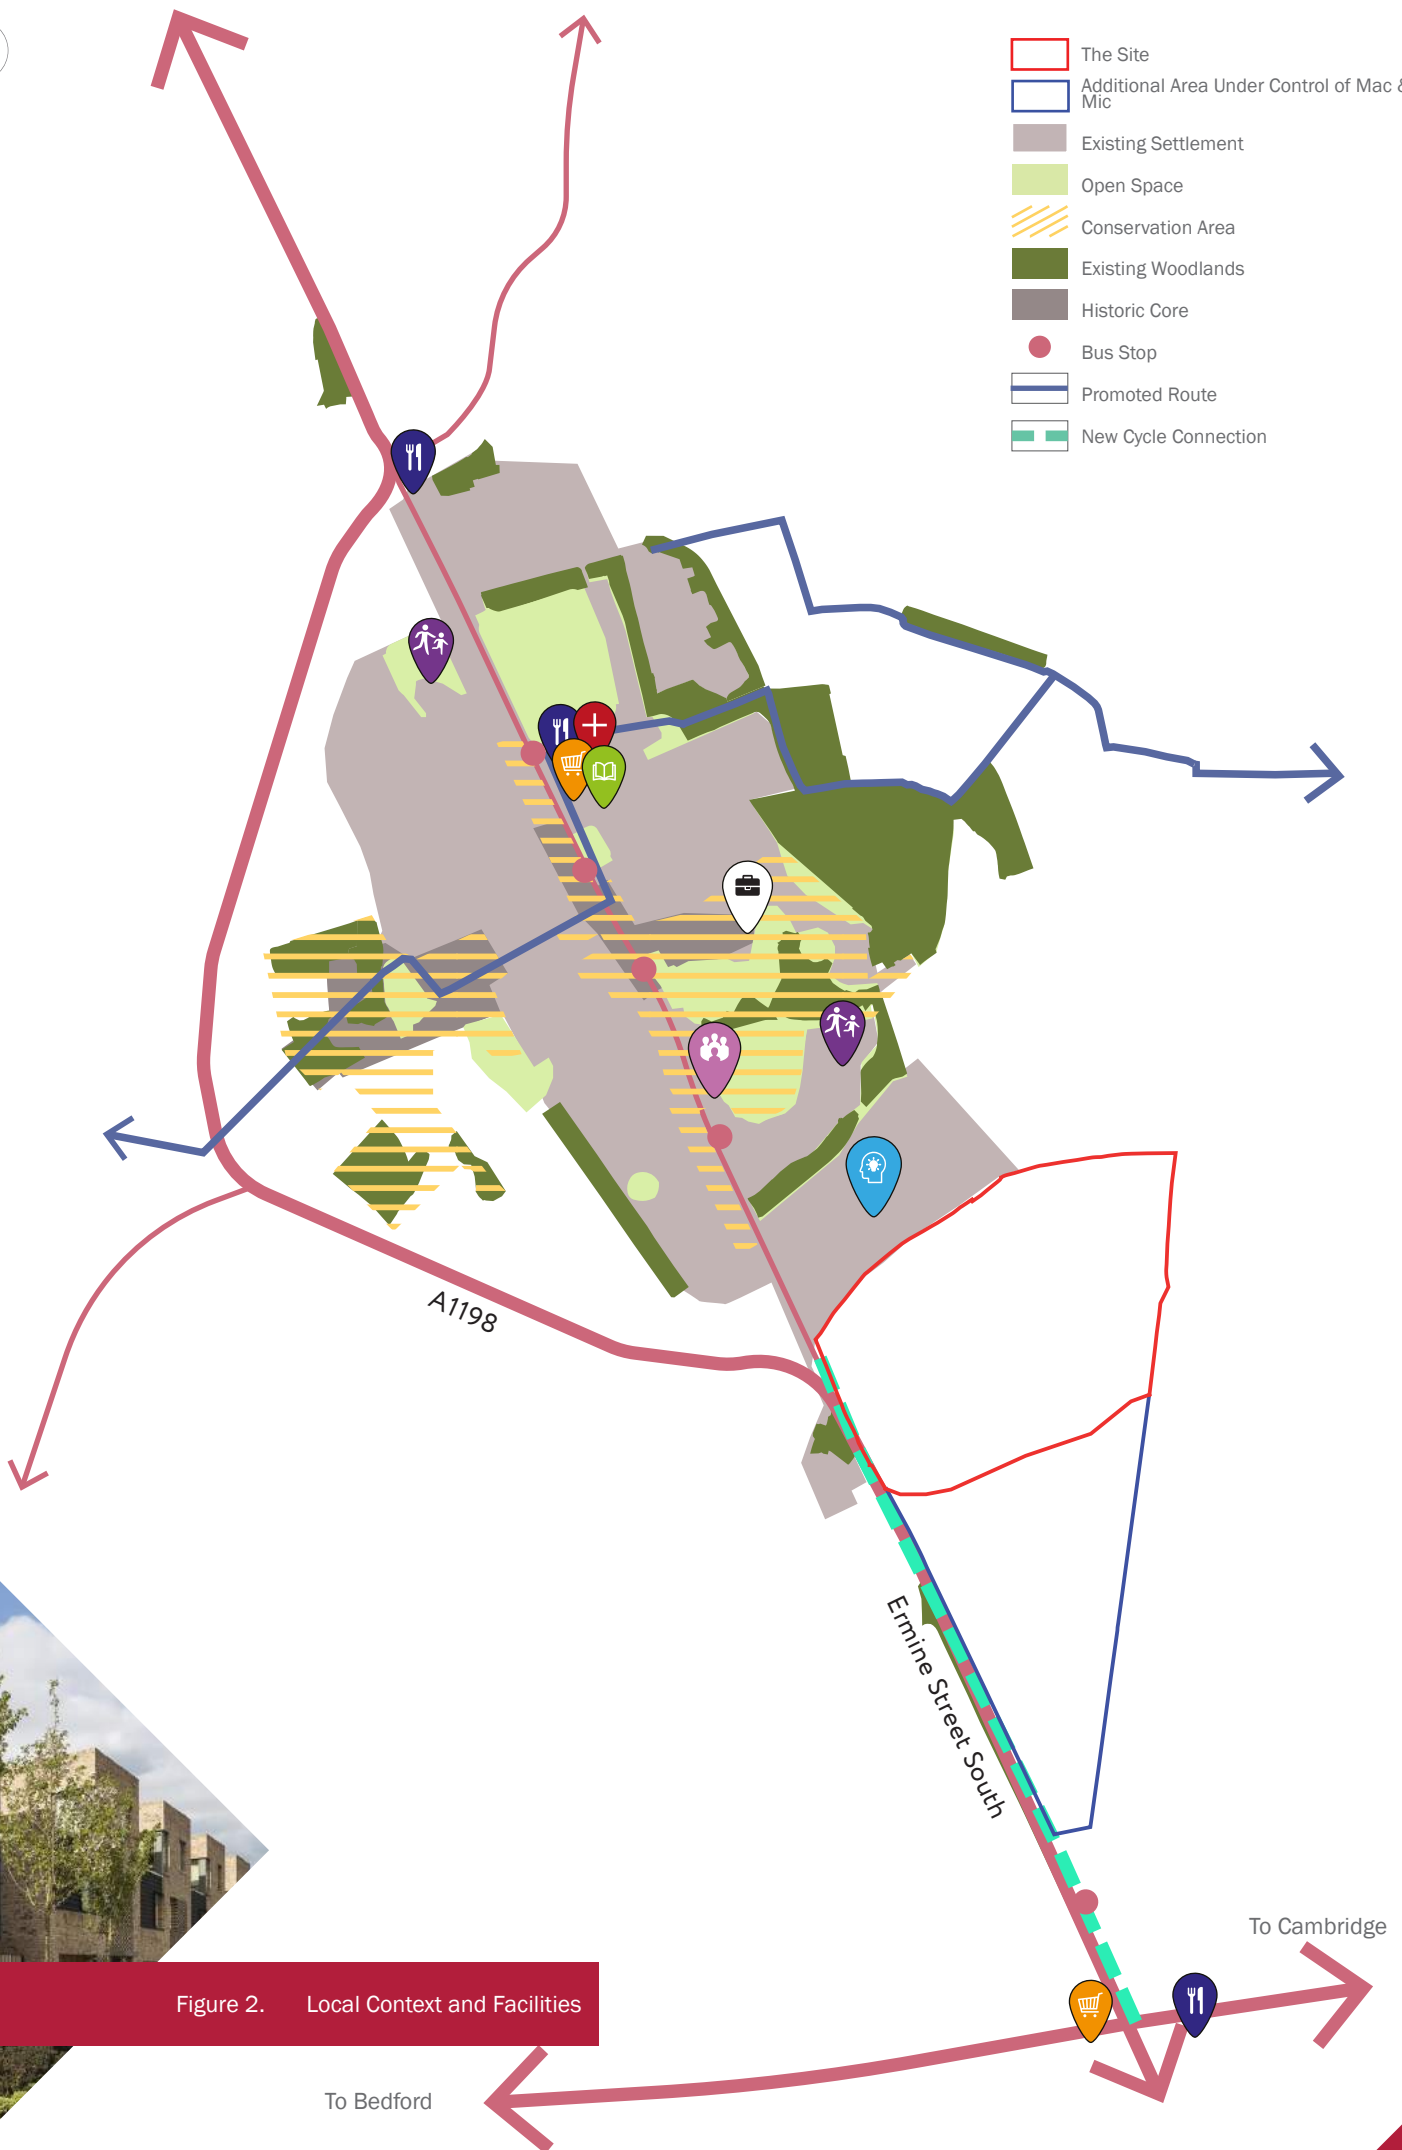 The Site
Additional Area Under Control of Mac &
Mic
Existing Settlement
Open Space
Conservation Area
Existing Woodlands
Historic Core
Bus Stop
Promoted Route
New Cycle Connection
A1198
Ermine Street South
To Cambridge
Figure 2. Local Context and Facilities
To Bedford